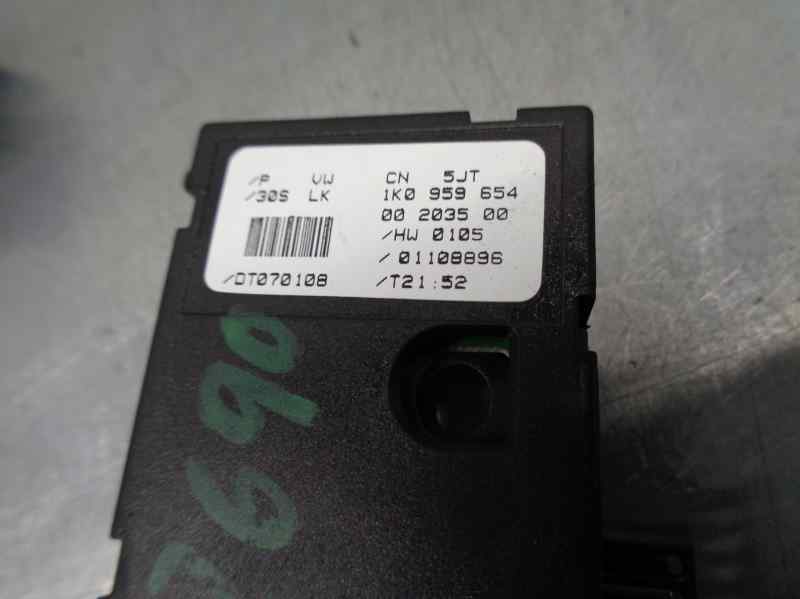 /P VW CN 5JT
/30S LK 1K0 959 654
00 2035 00
/HW 0105
/ 01108896
/DT070108 /T21:52